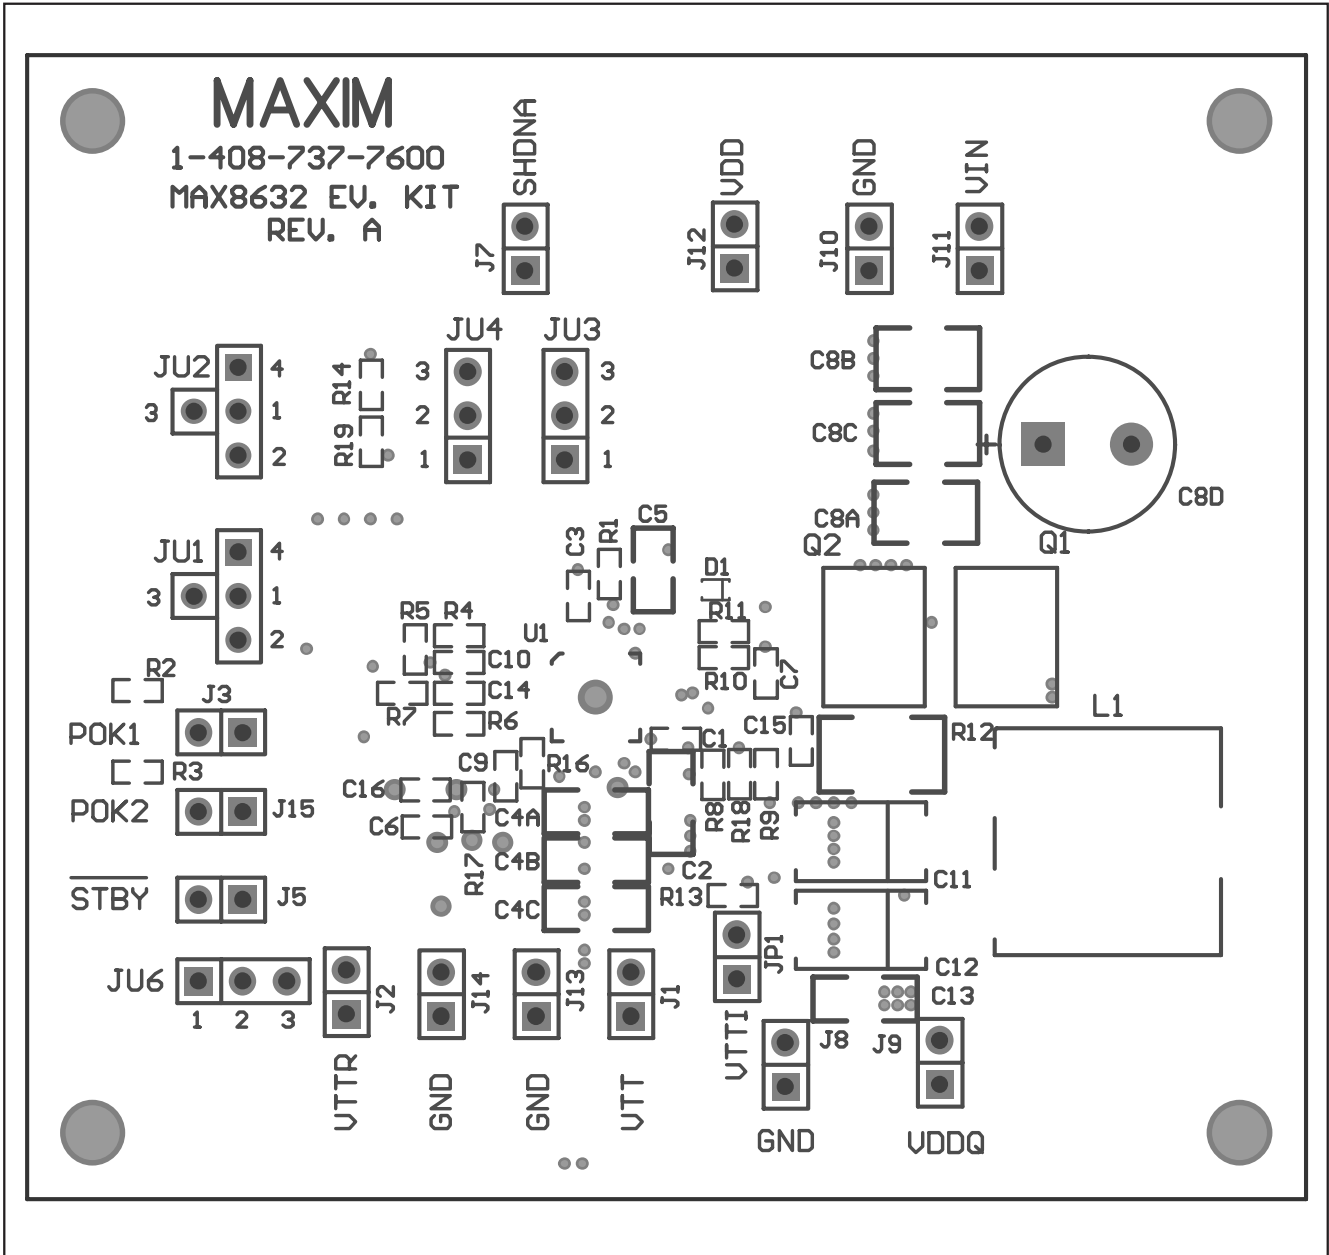 MAXIM
1-408-737-7600
MAX8632 EV. KIT
REV. A
SHDNA
VDD
GND
VIN
J7
J12
J10
J11
JU4
JU3
JU2
4
3
1
2
R14
R19
3
2
1
3
2
1
C8B
C8C
C8A
+
C8D
Q2
Q1
JU1
4
3
1
2
C3
R1
C5
D1
R11
R10
C7
U1
R5
R4
C10
C14
R7
R6
R2
J3
POK1
R3
POK2
J15
C9
R16
C16
C6
R17
C1
C15
R12
L1
R8
R18
R9
C4A
C4B
C4C
C2
R13
C11
STBY
J5
JU6
1
2
3
J2
J14
J13
J1
JP1
C12
C13
J8
J9
VTTR
GND
GND
VTT
VTTI
GND
VDDQ